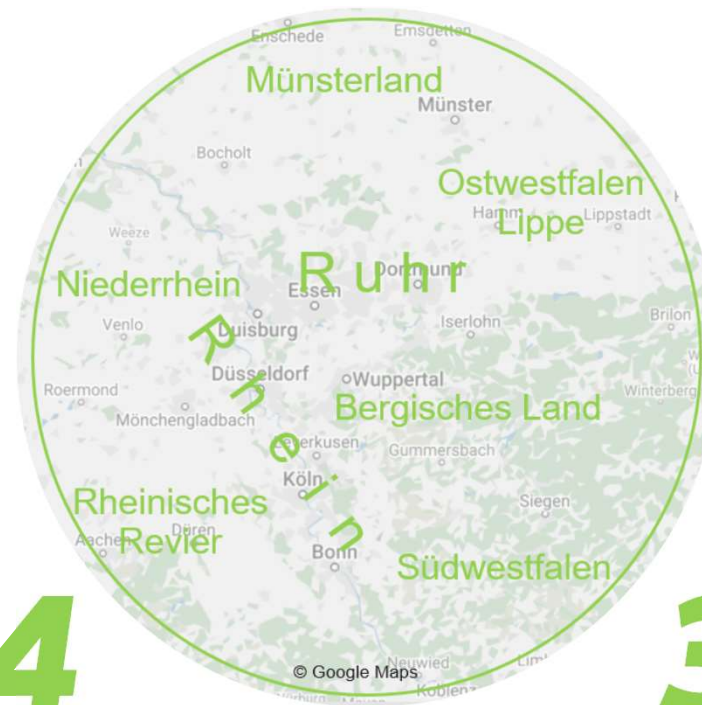 Enschede
Emsdetten
Münsterland
Münster
Bocholt
Ostwestfalen
Hamm
Lippe
Lippstadt
Weeze
Niederrhein
Ruhr
Dortmund
Essen
Venlo
Duisburg
Iserlohn
Brilon
Rhein
Düsseldorf
Wuppertal
Roermond
Winterberg
Mönchengladbach
Bergisches Land
Leverkusen
Gummersbach
Köln
Rheinisches
Revier
Siegen
Düren
Aachen
Bonn
Südwestfalen
4
3
© Google Maps
Neuwied
Koblenz